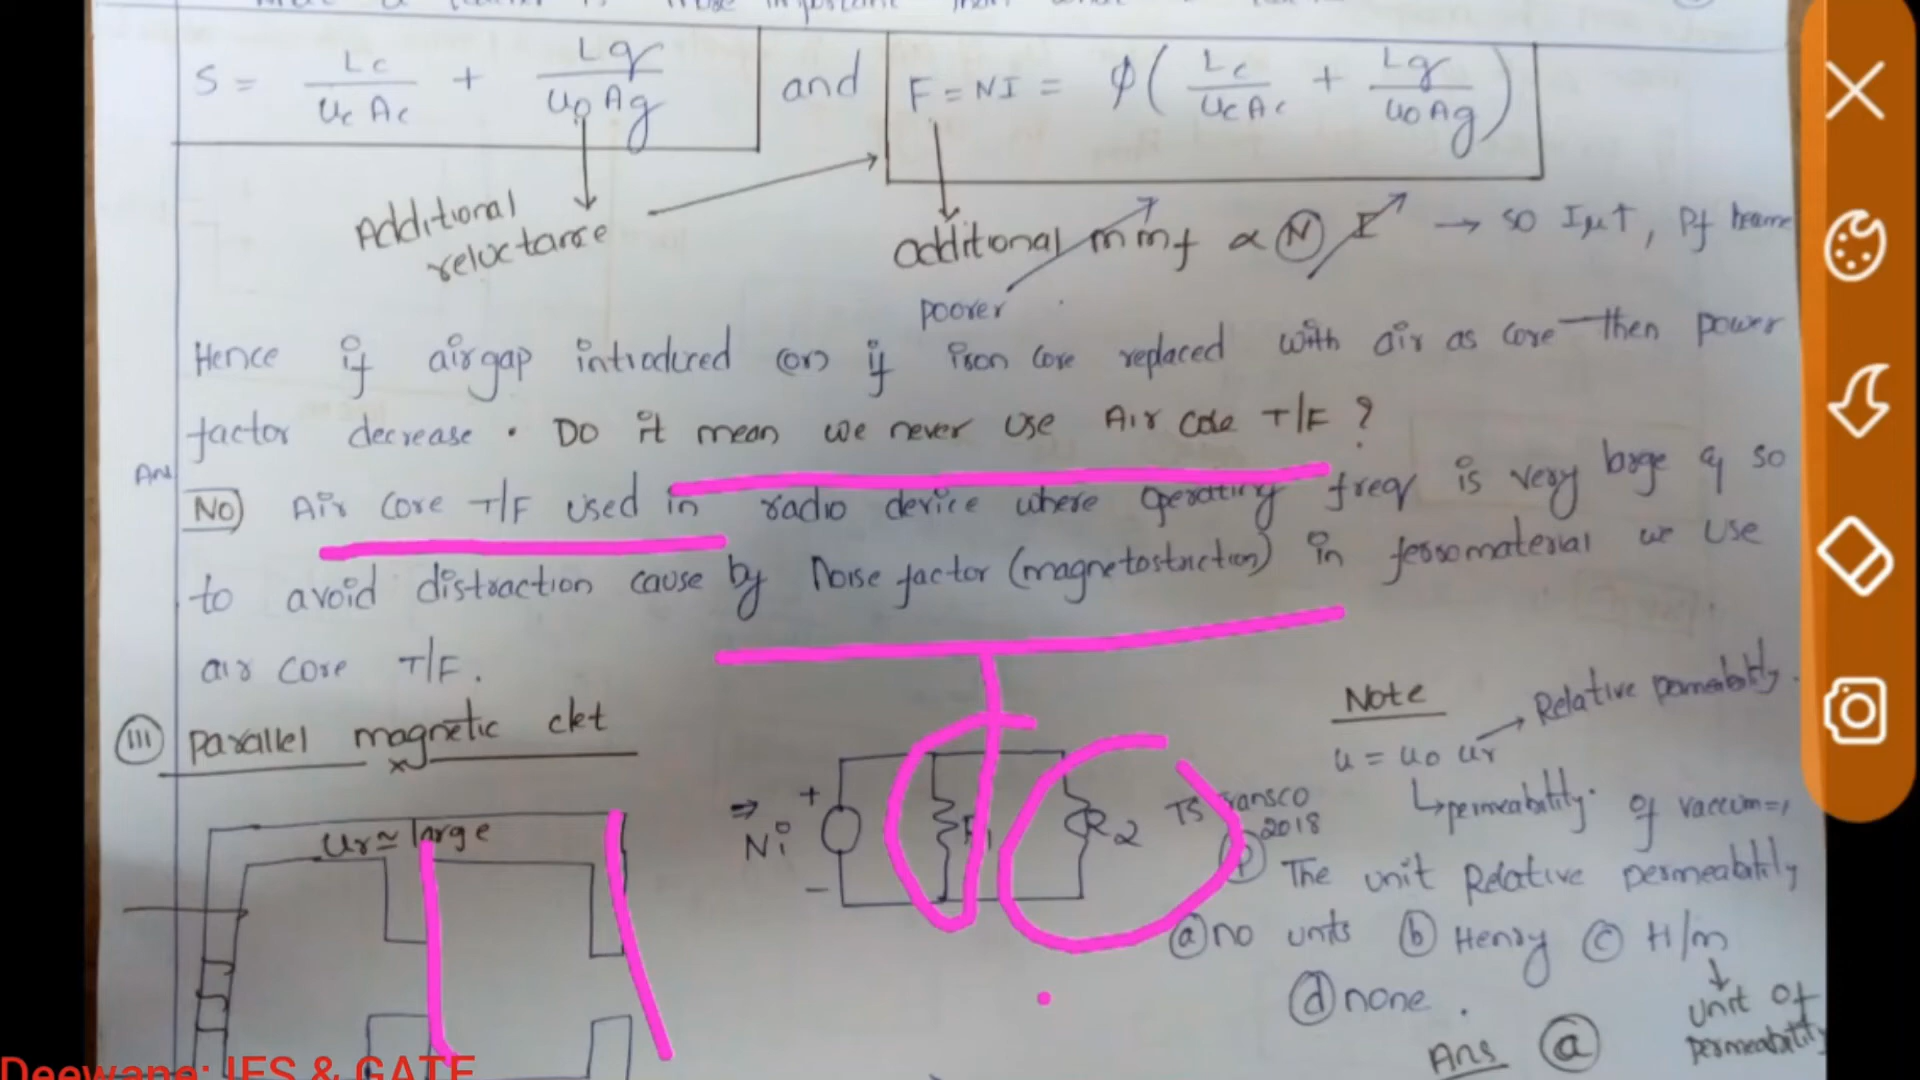 S = Lc / uc Ac + Lg / u0 Ag and F = NI = φ ( Lc / uc Ac + Lg / u0 Ag )
Additional reluctance
additional mmf ∝ N I → so Iμ↑, Pf became
poorer
Hence if airgap introduced (or) if iron core replaced with air as core then power
factor decrease. Do it mean we never use Air core T/F ?
Ans
NO) Air core T/F used in radio device where operating freq is very large & so
to avoid distraction cause by Noise factor (magnetostriction) in ferromaterial we use
air core T/F.
(iii) parallel magnetic ckt
Note
u = u0 ur → Relative permeability.
↳ permeability of vaccum
ur ≃ large
⇒ Ni + − R1 R2
TS Transco 2018
The unit Relative permeability
(a) no units (b) Henry (c) H/m
(d) none.
unit of permeability
Ans (a)
Deewane: IES & GATE